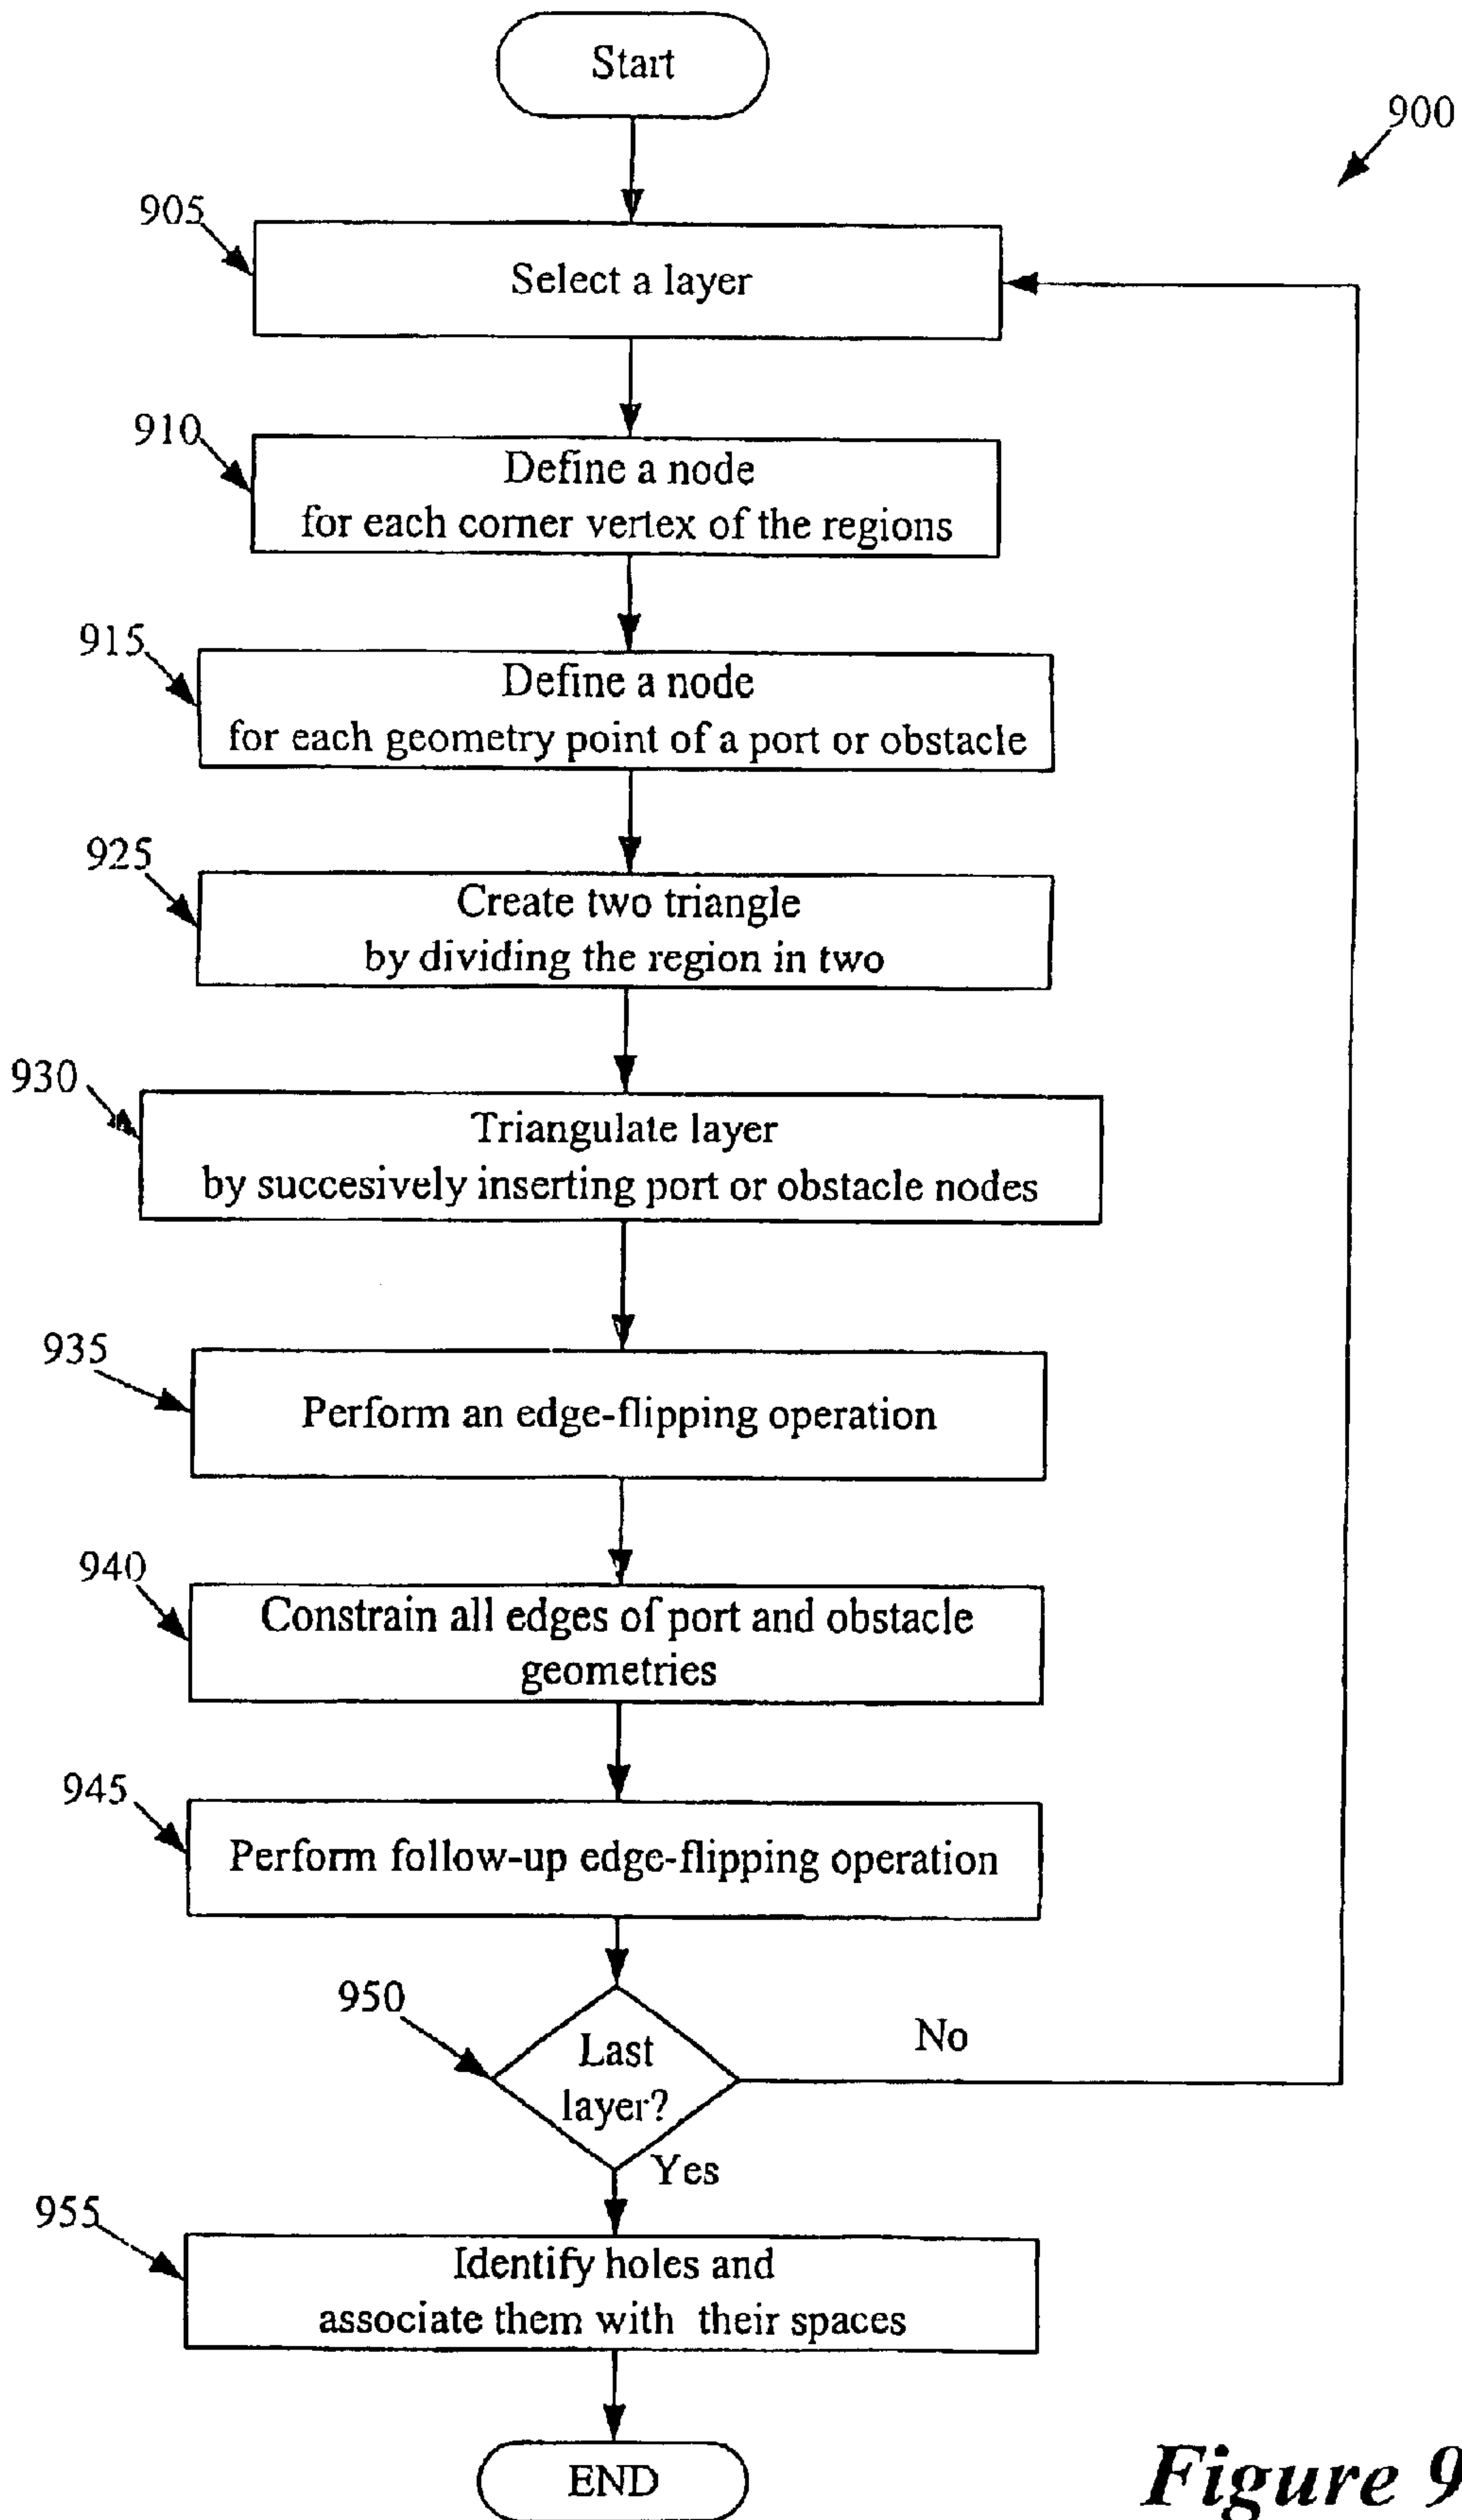 Start
900
905
Select a layer
910
Define a node
for each corner vertex of the regions
915
Define a node
for each geometry point of a port or obstacle
925
Create two triangle
by dividing the region in two
930
Triangulate layer
by succesively inserting port or obstacle nodes
935
Perform an edge-flipping operation
940
Constrain all edges of port and obstacle
geometries
945
Perform follow-up edge-flipping operation
950
Last
layer?
No
Yes
955
Identify holes and
associate them with their spaces
END
Figure 9